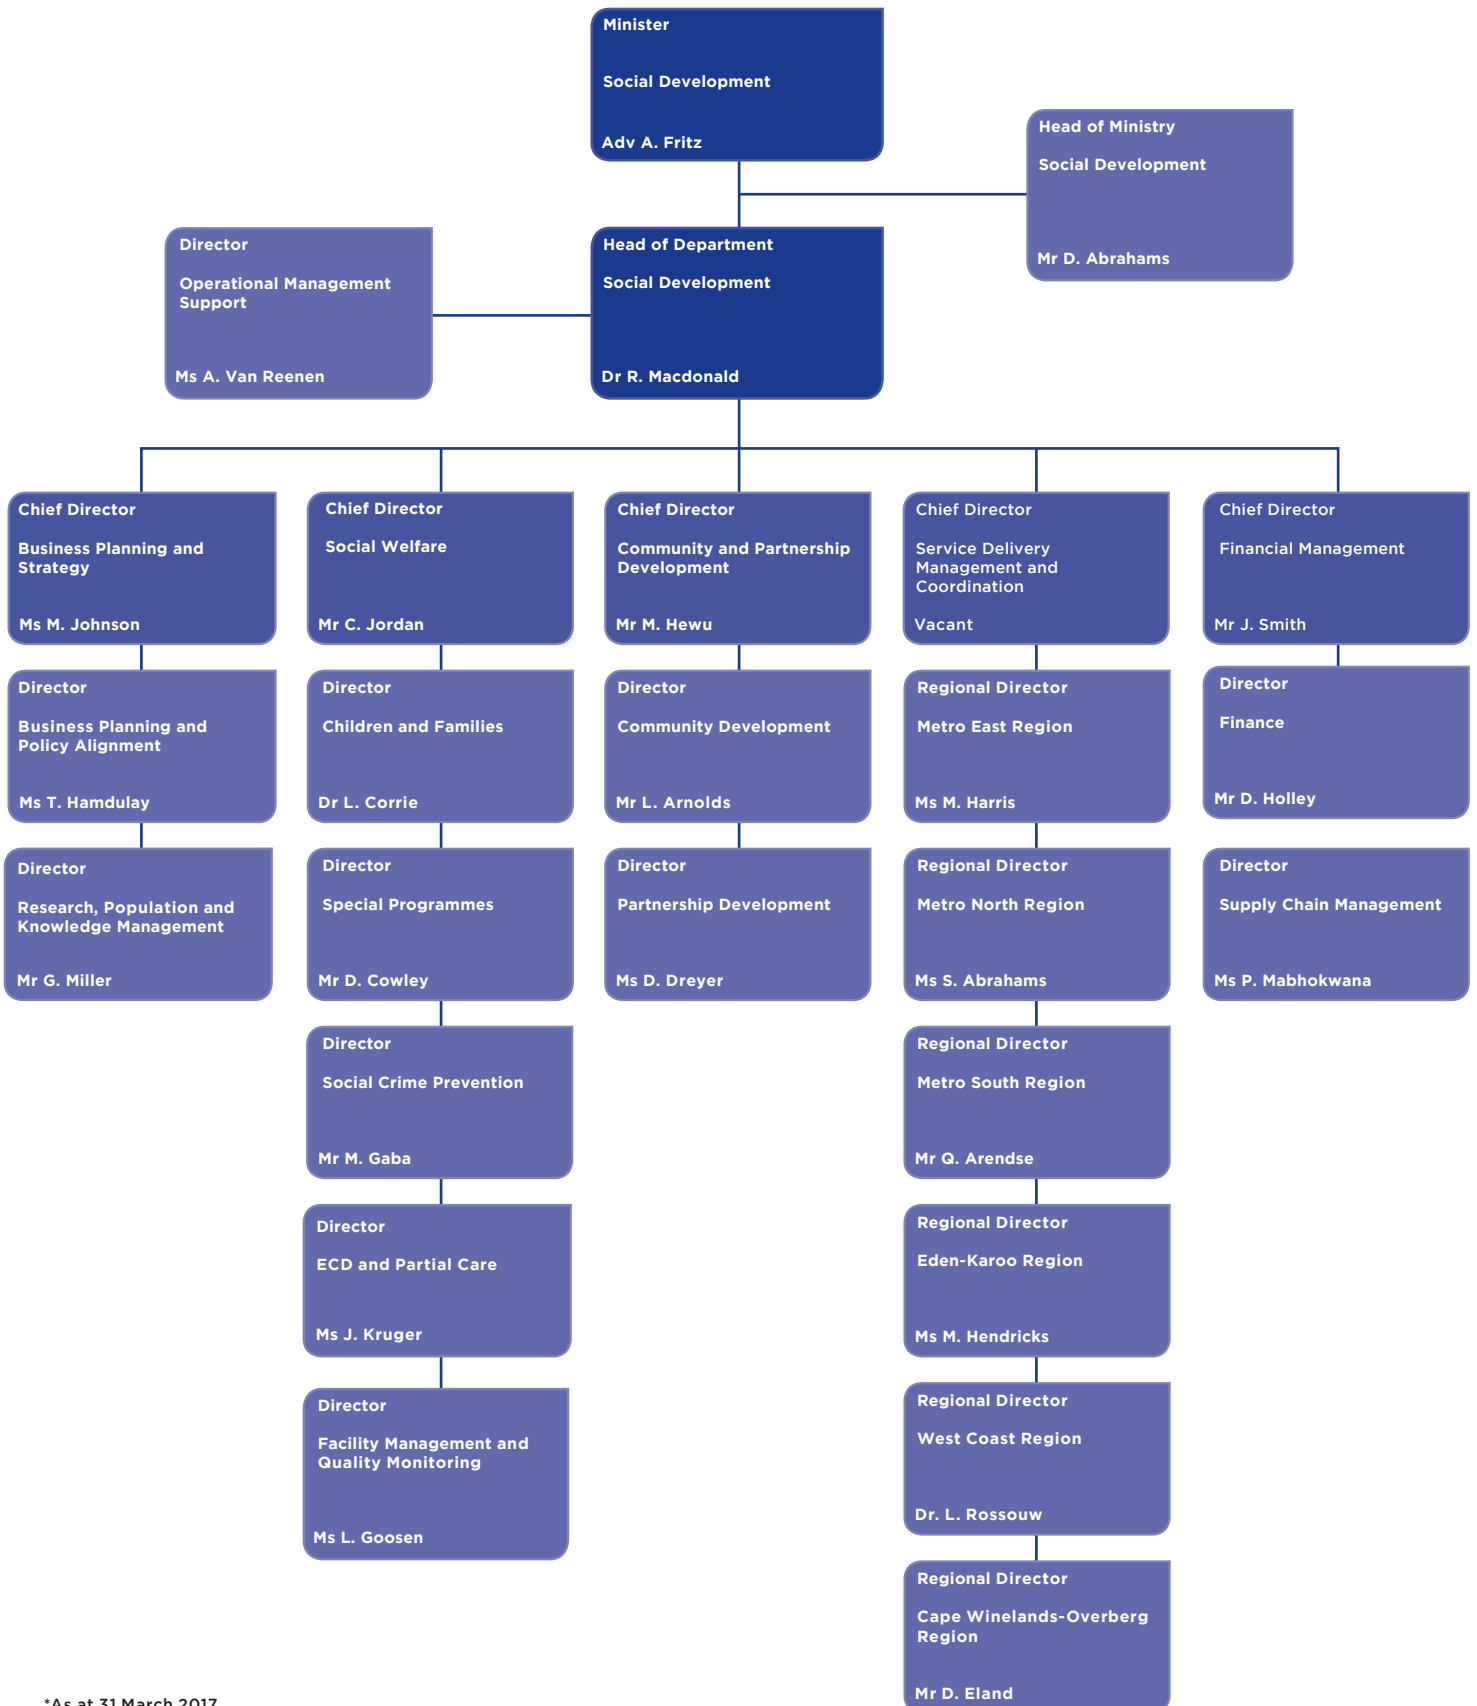 Minister
Social Development
Adv A. Fritz
Head of Ministry
Social Development
Mr D. Abrahams
Director
Operational Management
Support
Ms A. Van Reenen
Head of Department
Social Development
Dr R. Macdonald
Chief Director
Business Planning and
Strategy
Ms M. Johnson
Chief Director
Social Welfare
Mr C. Jordan
Chief Director
Community and Partnership
Development
Mr M. Hewu
Chief Director
Service Delivery
Management and
Coordination
Vacant
Chief Director
Financial Management
Mr J. Smith
Director
Business Planning and
Policy Alignment
Ms T. Hamdulay
Director
Children and Families
Dr L. Corrie
Director
Community Development
Mr L. Arnolds
Regional Director
Metro East Region
Ms M. Harris
Director
Finance
Mr D. Holley
Director
Research, Population and
Knowledge Management
Mr G. Miller
Director
Special Programmes
Mr D. Cowley
Director
Partnership Development
Ms D. Dreyer
Regional Director
Metro North Region
Ms S. Abrahams
Director
Supply Chain Management
Ms P. Mabhokwana
Director
Social Crime Prevention
Mr M. Gaba
Regional Director
Metro South Region
Mr Q. Arendse
Director
ECD and Partial Care
Ms J. Kruger
Regional Director
Eden-Karoo Region
Ms M. Hendricks
Director
Facility Management and
Quality Monitoring
Ms L. Goosen
Regional Director
West Coast Region
Dr. L. Rossouw
Regional Director
Cape Winelands-Overberg
Region
Mr D. Eland
*As at 31 March 2017